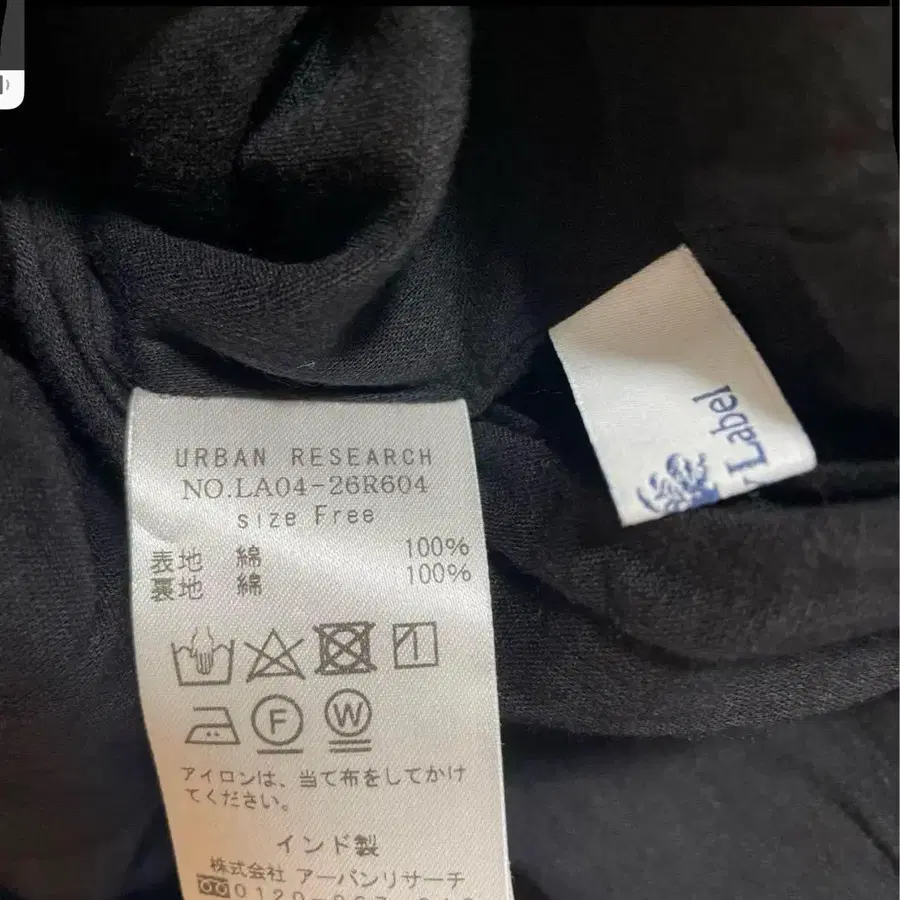 URBAN RESEARCH
NO.LA04-26R604
size Free
表地 綿 100%
裏地 綿 100%
F W
アイロンは、当て布をしてかけ
てください。
インド製
株式会社 アーバンリサーチ
0120-
Label